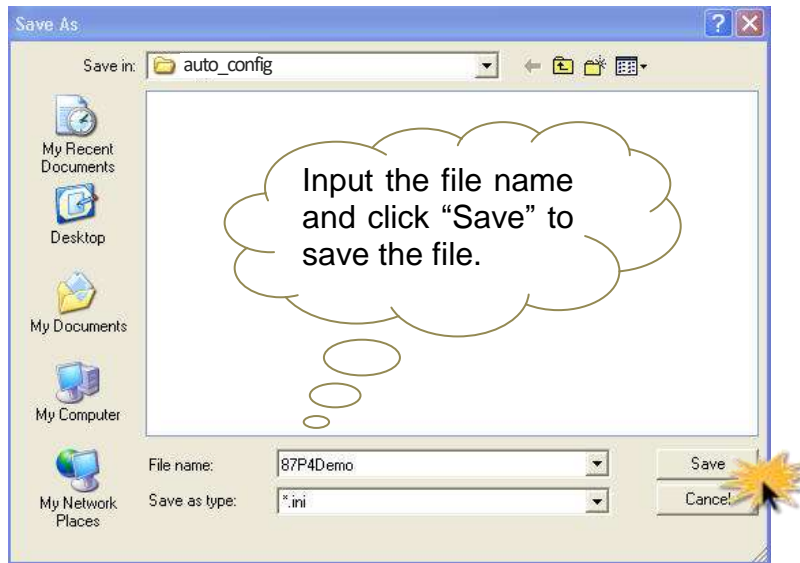 Save As
Save in: auto_config
My Recent
Documents
Desktop
My Documents
My Computer
My Network
Places
Input the file name
and click “Save” to
save the file.
File name: 87P4Demo Save
Save as type: *.ini Cancel